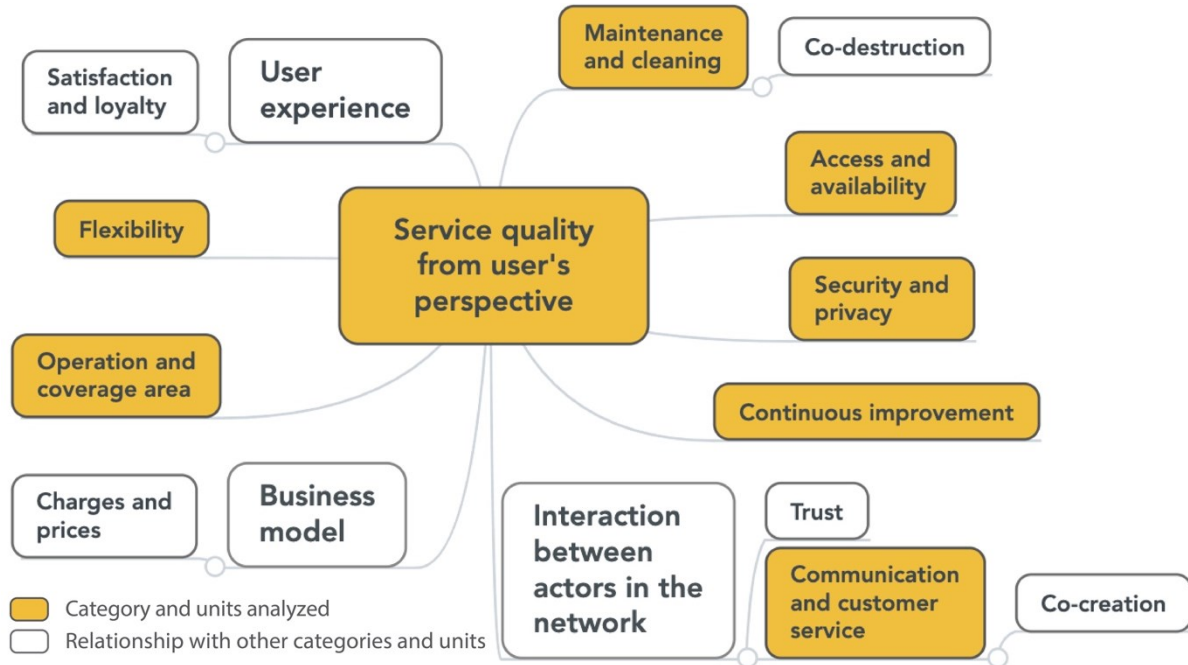 Maintenance
and cleaning
Co-destruction
User
experience
Satisfaction
and loyalty
Access and
availability
Flexibility
Service quality
from user's
perspective
Security and
privacy
Operation and
coverage area
Continuous improvement
Charges and
prices
Business
model
Interaction
between
actors in the
network
Trust
Communication
and customer
service
Co-creation
Category and units analyzed
Relationship with other categories and units